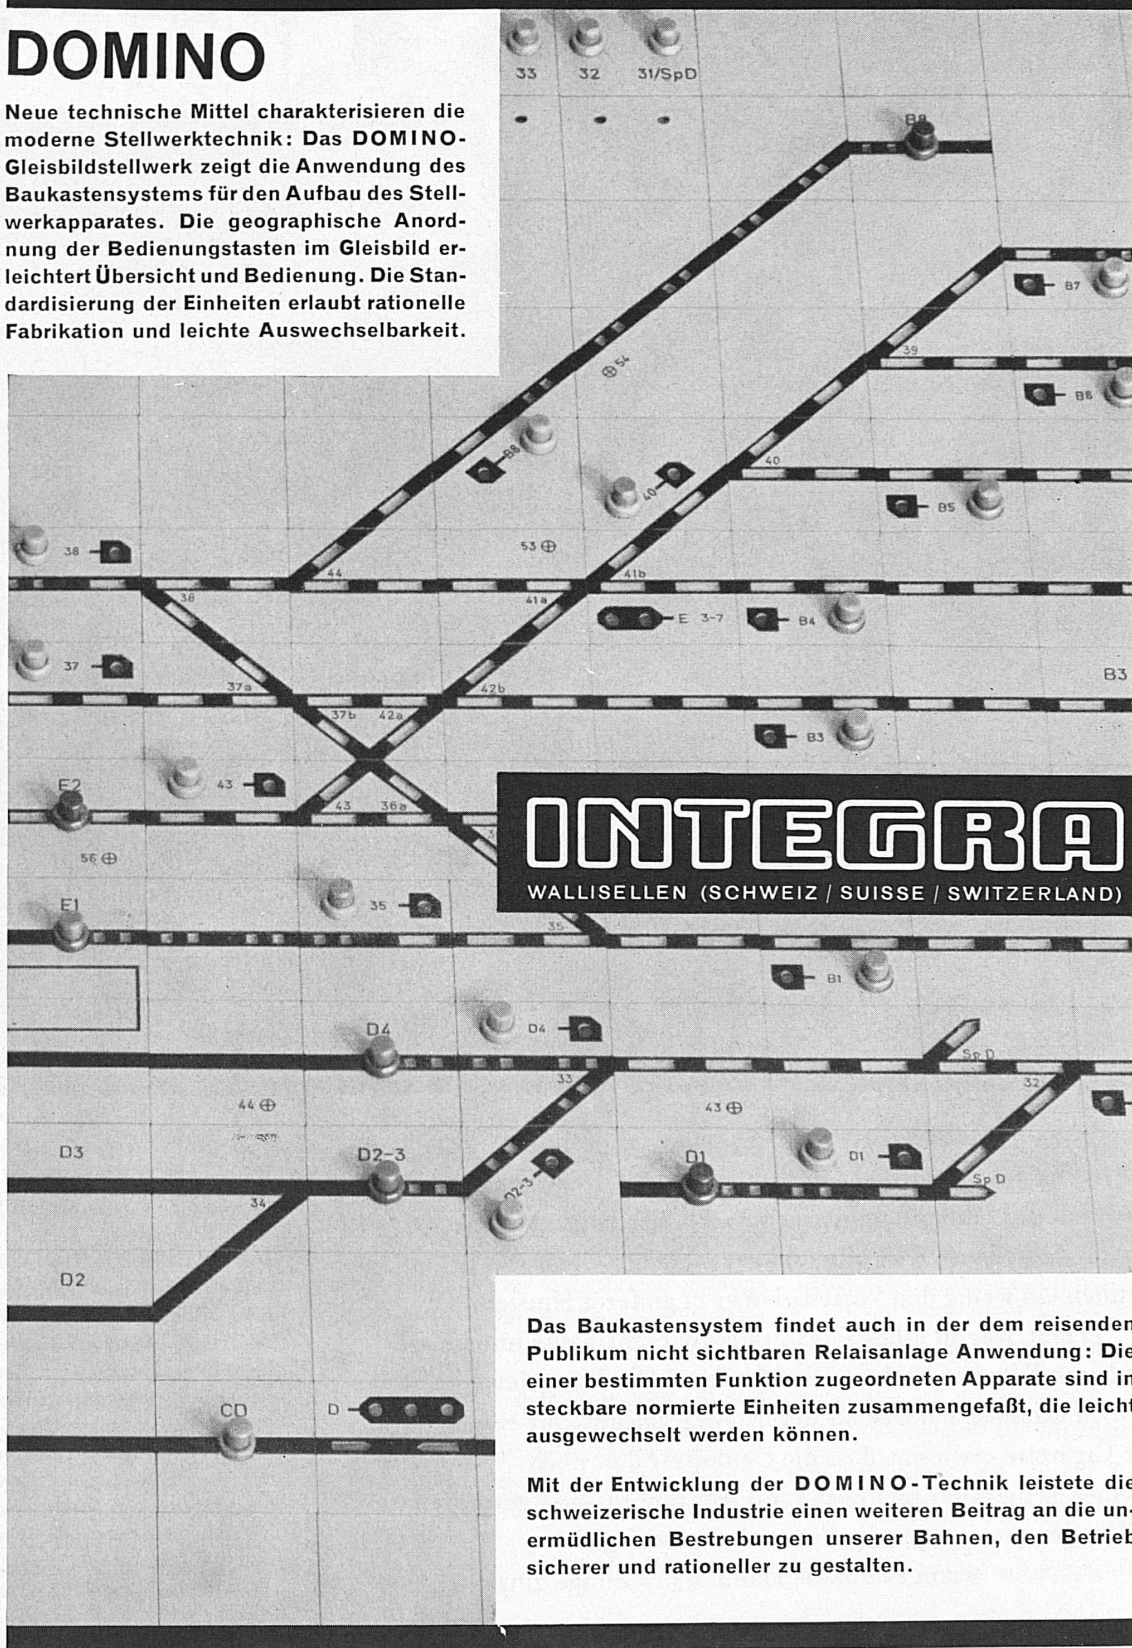 DOMINO
Neue technische Mittel charakterisieren die
moderne Stellwerktechnik: Das DOMINO-
Gleisbildstellwerk zeigt die Anwendung des
Baukastensystems für den Aufbau des Stell-
werkapparates. Die geographische Anord-
nung der Bedienungstasten im Gleisbild er-
leichtert Übersicht und Bedienung. Die Stan-
dardisierung der Einheiten erlaubt rationelle
Fabrikation und leichte Auswechselbarkeit.
33 32 31/SpD
B8
B7
54
39
B6
B8
40
40
B5
53
38
44
41b
38
41a
E 3-7
B4
37
B3
37a
42b
37b 42a
B3
E2
43
43 36a
56
E1
35
35
B1
D4
D4
Sp D
33
32
44
43
D3
D2-3
D1
D1
D2-3
Sp D
34
D2
CD
D
INTEGRA
WALLISELLEN (SCHWEIZ / SUISSE / SWITZERLAND)
Das Baukastensystem findet auch in der dem reisenden
Publikum nicht sichtbaren Relaisanlage Anwendung: Die
einer bestimmten Funktion zugeordneten Apparate sind in
steckbare normierte Einheiten zusammengefaßt, die leicht
ausgewechselt werden können.
Mit der Entwicklung der DOMINO-Technik leistete die
schweizerische Industrie einen weiteren Beitrag an die un-
ermüdlichen Bestrebungen unserer Bahnen, den Betrieb
sicherer und rationeller zu gestalten.